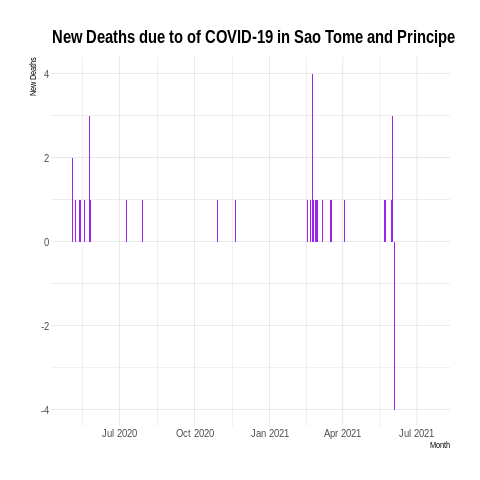 New Deaths due to of COVID-19 in Sao Tome and Principe
New Deaths
4
2
0
-2
-4
Jul 2020 Oct 2020 Jan 2021 Apr 2021 Jul 2021
Month